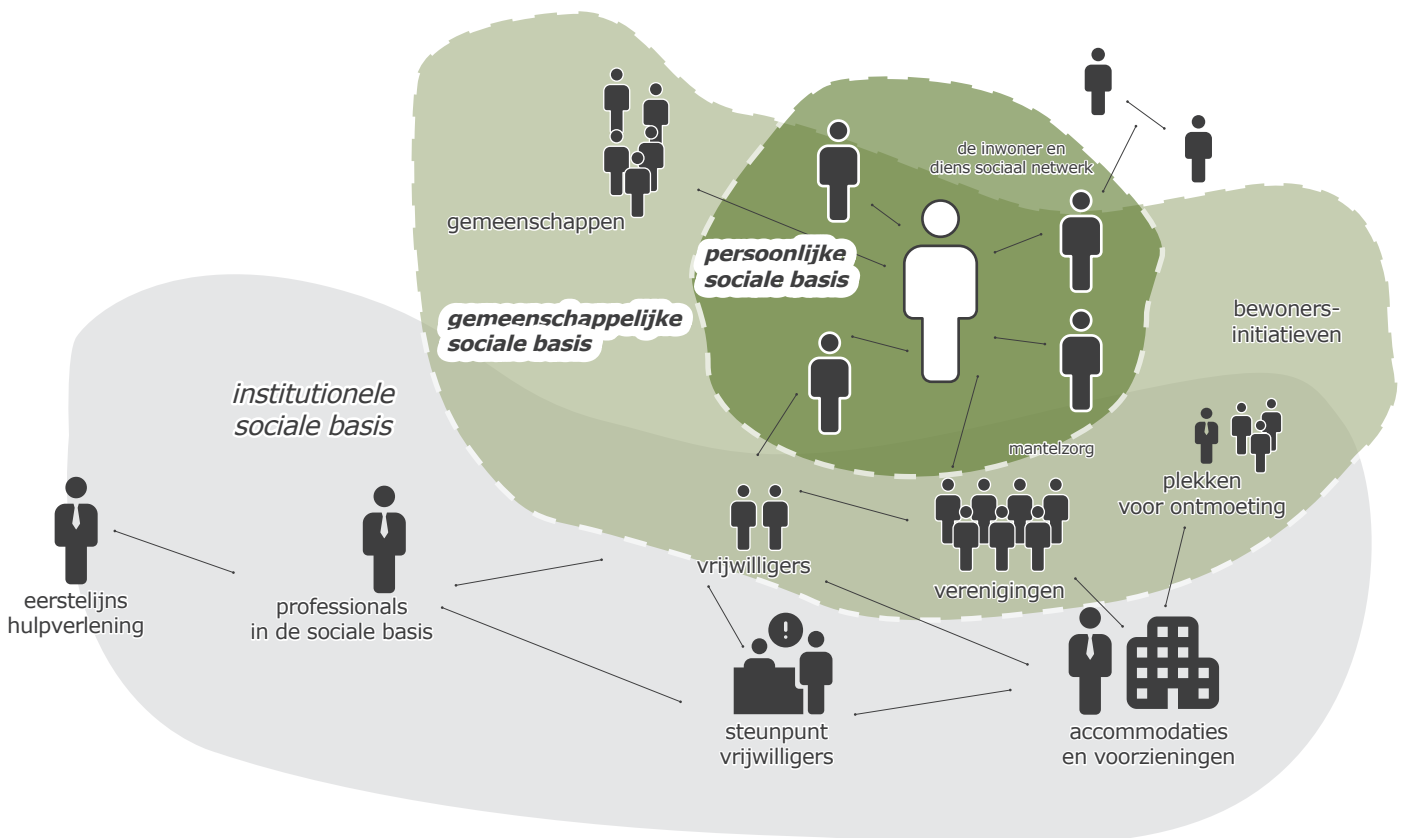 de inwoner en
diens sociaal netwerk
gemeenschappen
persoonlijke
sociale basis
gemeenschappelijke
sociale basis
bewoners-
initiatieven
institutionele
sociale basis
mantelzorg
plekken
voor ontmoeting
vrijwilligers
verenigingen
eerstelijns
hulpverlening
professionals
in de sociale basis
!
steunpunt
vrijwilligers
accommodaties
en voorzieningen